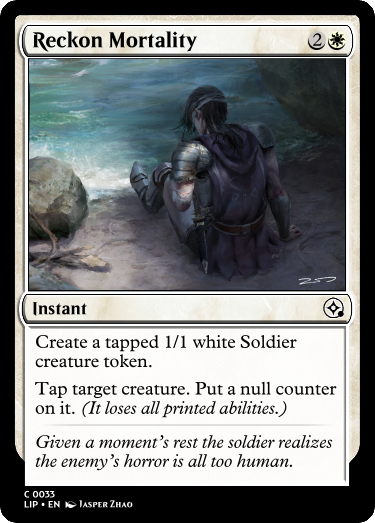 Reckon Mortality 2
Instant
Create a tapped 1/1 white Soldier
creature token.
Tap target creature. Put a null counter
on it. (It loses all printed abilities.)
Given a moment's rest the soldier realizes
the enemy's horror is all too human.
C 0033
LIP • EN Jasper Zhao